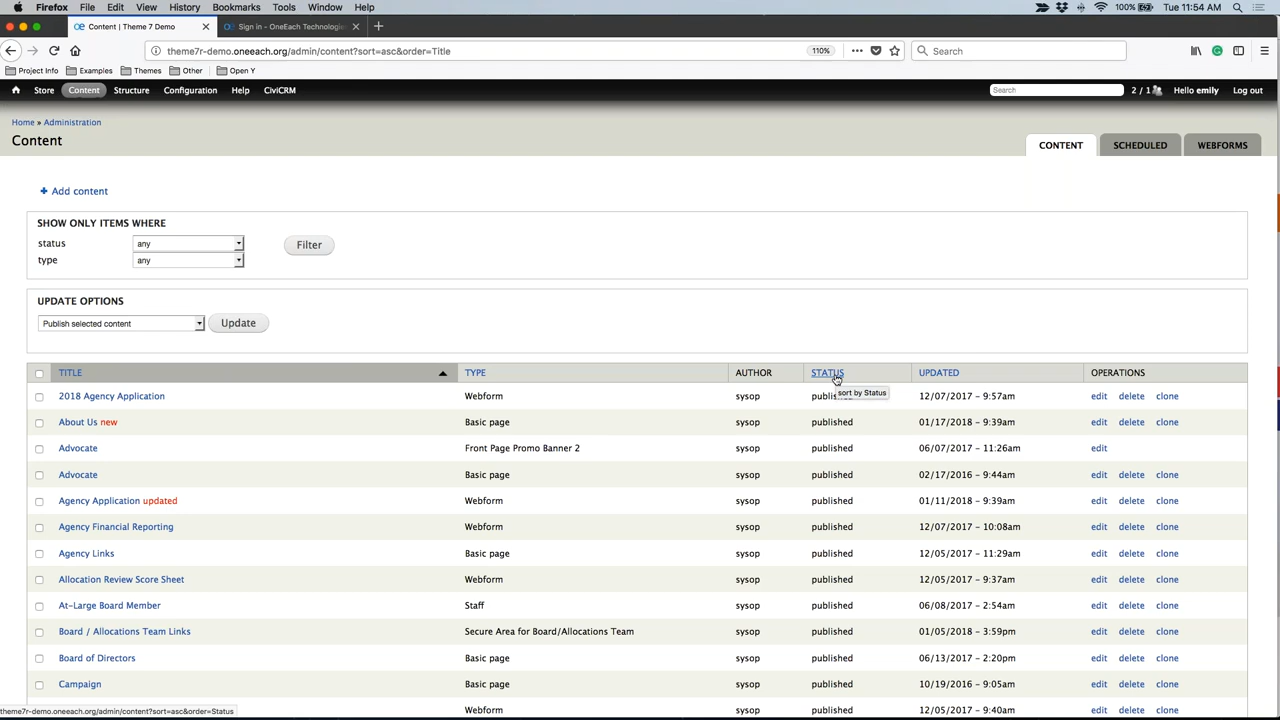 Firefox File Edit View History Bookmarks Tools Window Help 100% Tue 11:54 AM
Content | Theme 7 Demo × Sign in - OneEach Technologie × +
theme7r-demo.oneeach.org/admin/content?sort=asc&order=Title 110% Search
Project Info Examples Themes Other Open Y
Store Content Structure Configuration Help CiviCRM Search 2 / 1 Hello emily Log out
Home » Administration
Content CONTENT SCHEDULED WEBFORMS
+ Add content
SHOW ONLY ITEMS WHERE
status any Filter
type any
UPDATE OPTIONS
Publish selected content Update
TITLE TYPE AUTHOR STATUS UPDATED OPERATIONS
sort by Status
2018 Agency Application Webform sysop published 12/07/2017 - 9:57am edit delete clone
About Us new Basic page sysop published 01/17/2018 - 9:39am edit delete clone
Advocate Front Page Promo Banner 2 sysop published 06/07/2017 - 11:26am edit
Advocate Basic page sysop published 02/17/2016 - 9:44am edit delete clone
Agency Application updated Webform sysop published 01/11/2018 - 9:39am edit delete clone
Agency Financial Reporting Webform sysop published 12/07/2017 - 10:08am edit delete clone
Agency Links Basic page sysop published 12/05/2017 - 11:29am edit delete clone
Allocation Review Score Sheet Webform sysop published 12/05/2017 - 9:37am edit delete clone
At-Large Board Member Staff sysop published 06/08/2017 - 2:54am edit delete clone
Board / Allocations Team Links Secure Area for Board/Allocations Team sysop published 01/05/2018 - 3:59pm edit delete clone
Board of Directors Basic page sysop published 06/13/2017 - 2:20pm edit delete clone
Campaign Basic page sysop published 10/19/2016 - 9:05am edit delete clone
Webform sysop published 12/05/2017 - 9:40am edit delete clone
theme7r-demo.oneeach.org/admin/content?sort=asc&order=Status